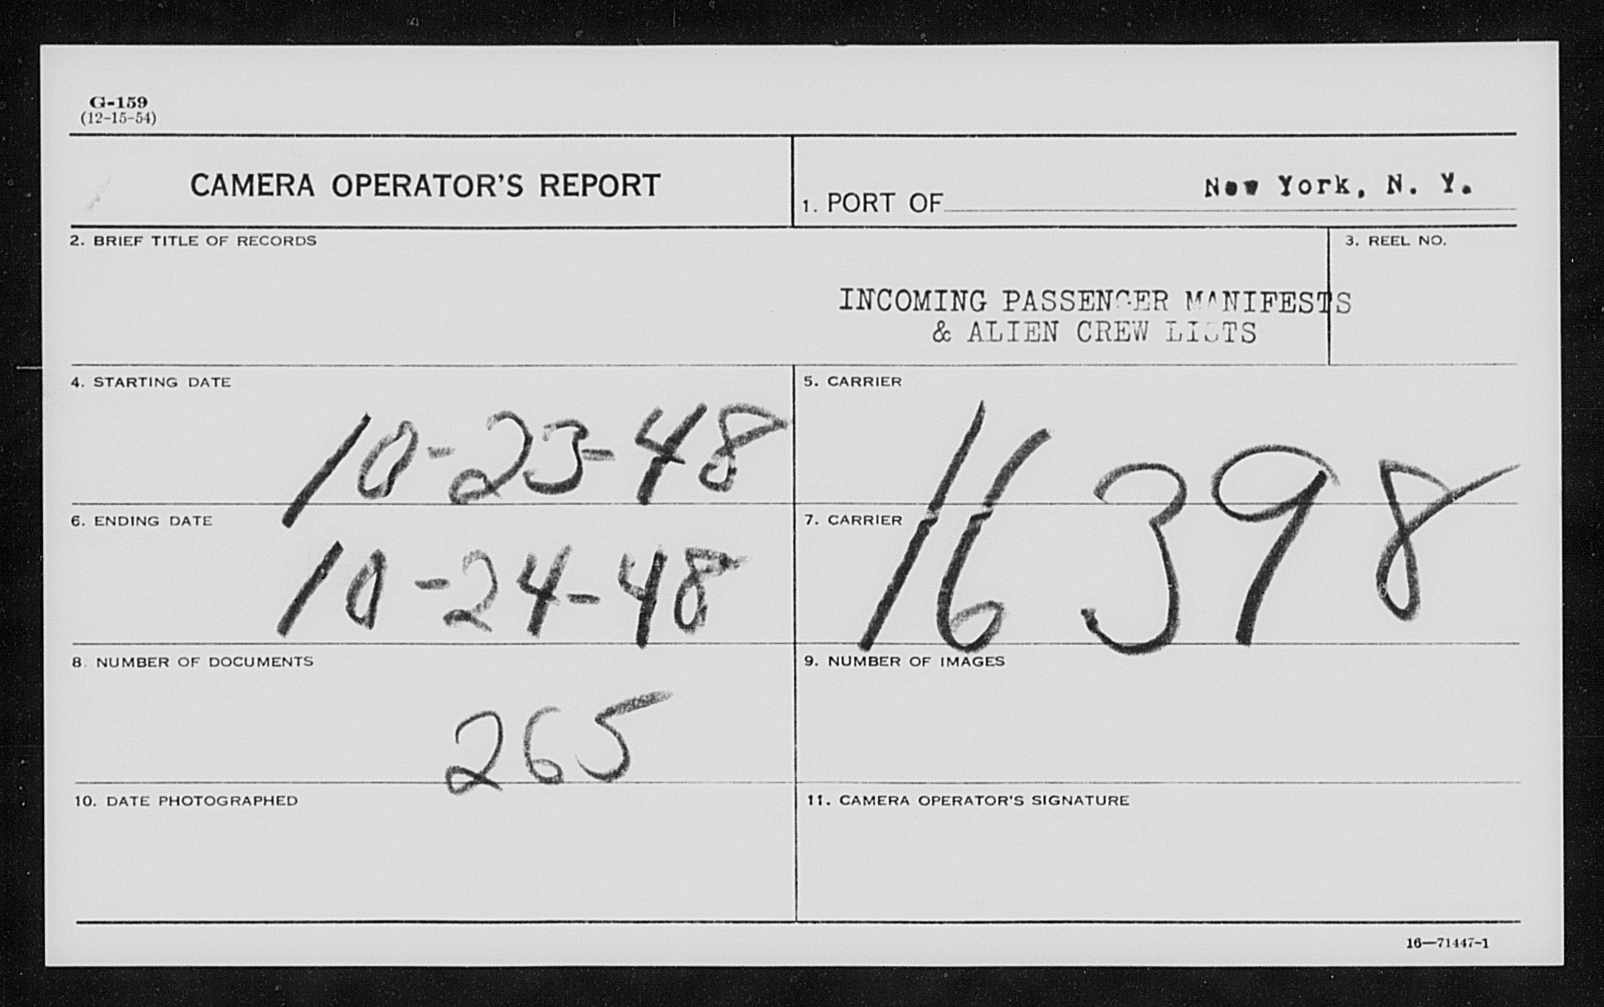 G-159
(12-15-54)
CAMERA OPERATOR'S REPORT
1. PORT OF New York, N. Y.
2. BRIEF TITLE OF RECORDS
3. REEL NO.
INCOMING PASSENGER MANIFESTS
& ALIEN CREW LISTS
4. STARTING DATE
10-23-48
5. CARRIER
6. ENDING DATE
10-24-48
7. CARRIER
16398
8. NUMBER OF DOCUMENTS
265
9. NUMBER OF IMAGES
10. DATE PHOTOGRAPHED
11. CAMERA OPERATOR'S SIGNATURE
16—71447-1